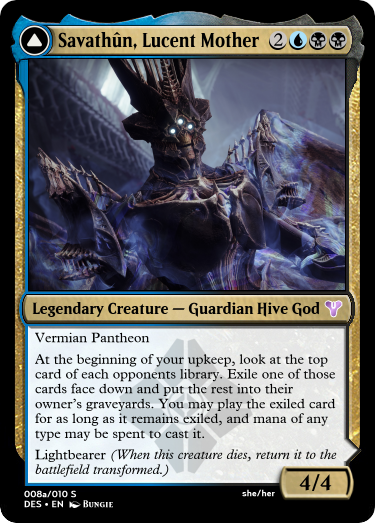 Savathûn, Lucent Mother 2
Legendary Creature — Guardian Hive God
Vermian Pantheon
At the beginning of your upkeep, look at the top
card of each opponents library. Exile one of those
cards face down and put the rest into their
owner's graveyards. You may play the exiled card
for as long as it remains exiled, and mana of any
type may be spent to cast it.
Lightbearer (When this creature dies, return it to the
battlefield transformed.)
4/4
008a/010 S
she/her
DES • EN Bungie